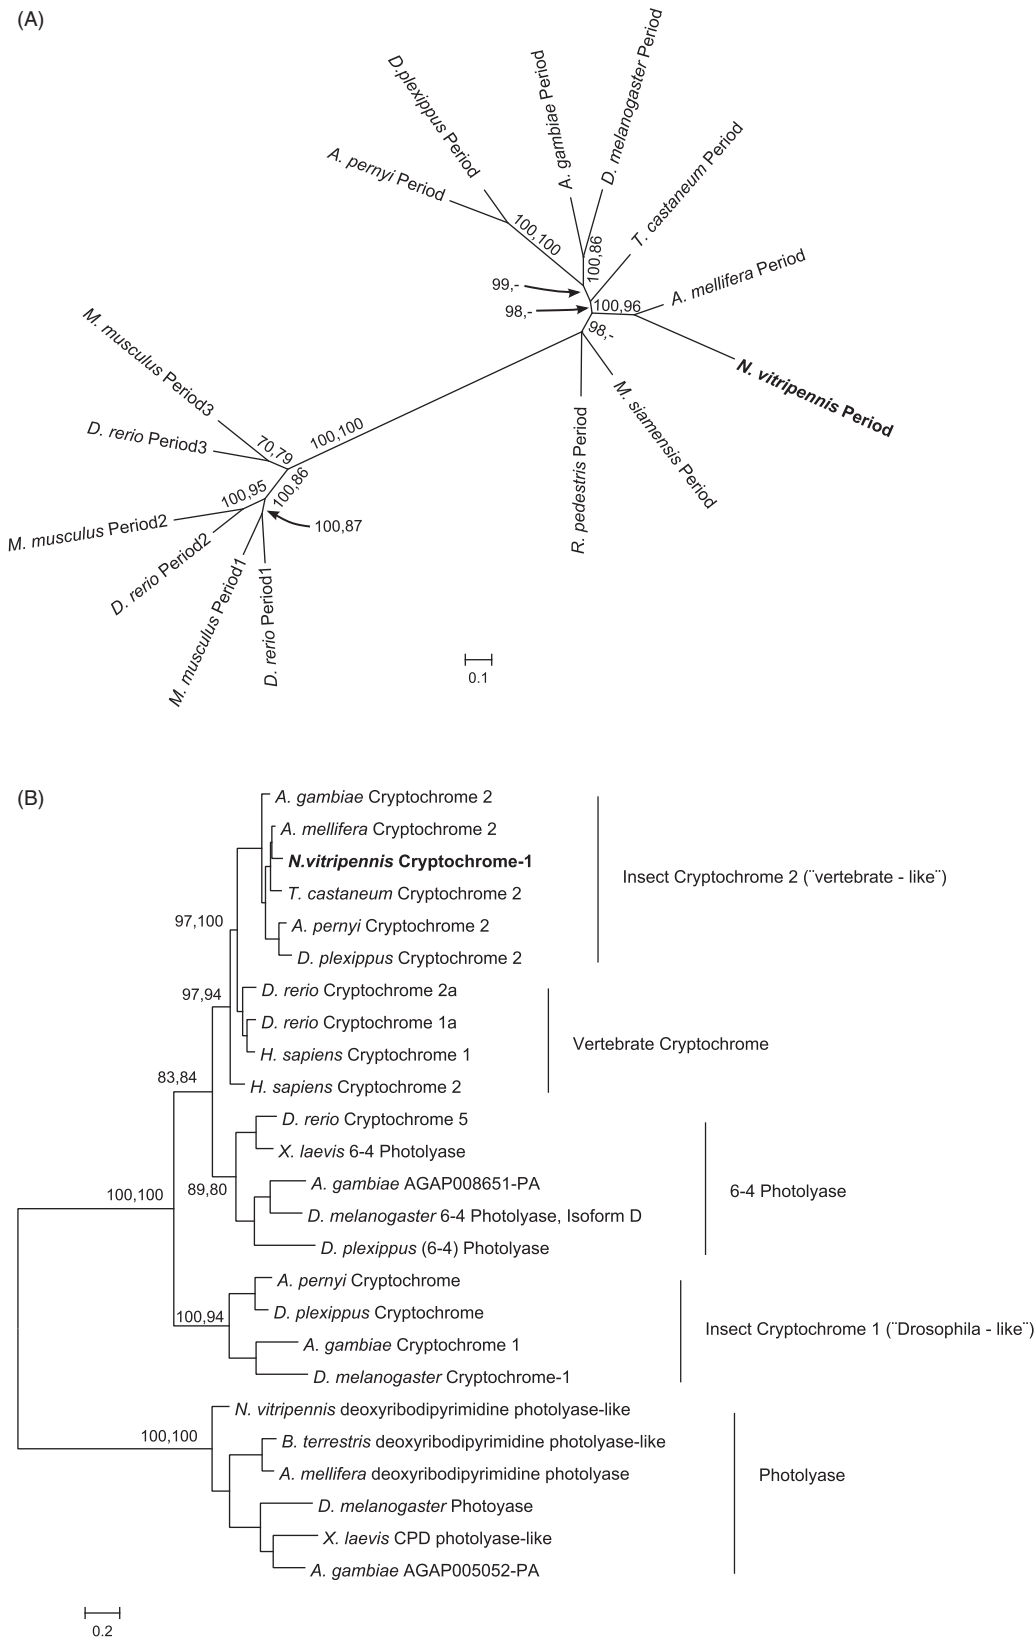 (A)
D.plexippus Period
A. gambiae Period
D. melanogaster Period
A. pernyi Period
T. castaneum Period
100,100
100,86
A. mellifera Period
99,-
98,-
100,96
98,-
N. vitripennis Period
M. musculus Period3
D. rerio Period3
70,79
100,100
M. siamensis Period
R. pedestris Period
100,95
100,86
M. musculus Period2
100,87
D. rerio Period2
M. musculus Period1
D. rerio Period1
0.1
(B)
A. gambiae Cryptochrome 2
A. mellifera Cryptochrome 2
N.vitripennis Cryptochrome-1
Insect Cryptochrome 2 (¨vertebrate - like¨)
T. castaneum Cryptochrome 2
97,100
A. pernyi Cryptochrome 2
D. plexippus Cryptochrome 2
97,94
D. rerio Cryptochrome 2a
D. rerio Cryptochrome 1a
Vertebrate Cryptochrome
H. sapiens Cryptochrome 1
83,84
H. sapiens Cryptochrome 2
D. rerio Cryptochrome 5
X. laevis 6-4 Photolyase
89,80
A. gambiae AGAP008651-PA
6-4 Photolyase
100,100
D. melanogaster 6-4 Photolyase, Isoform D
D. plexippus (6-4) Photolyase
A. pernyi Cryptochrome
100,94
D. plexippus Cryptochrome
Insect Cryptochrome 1 (¨Drosophila - like¨)
A. gambiae Cryptochrome 1
D. melanogaster Cryptochrome-1
N. vitripennis deoxyribodipyrimidine photolyase-like
100,100
B. terrestris deoxyribodipyrimidine photolyase-like
A. mellifera deoxyribodipyrimidine photolyase
Photolyase
D. melanogaster Photoyase
X. laevis CPD photolyase-like
A. gambiae AGAP005052-PA
0.2